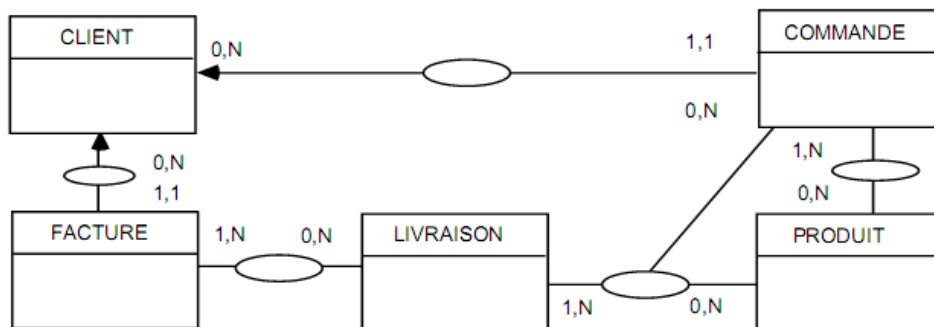 CLIENT
COMMANDE
0,N
1,1
0,N
0,N
1,N
1,1
0,N
FACTURE
LIVRAISON
PRODUIT
1,N
0,N
1,N
0,N